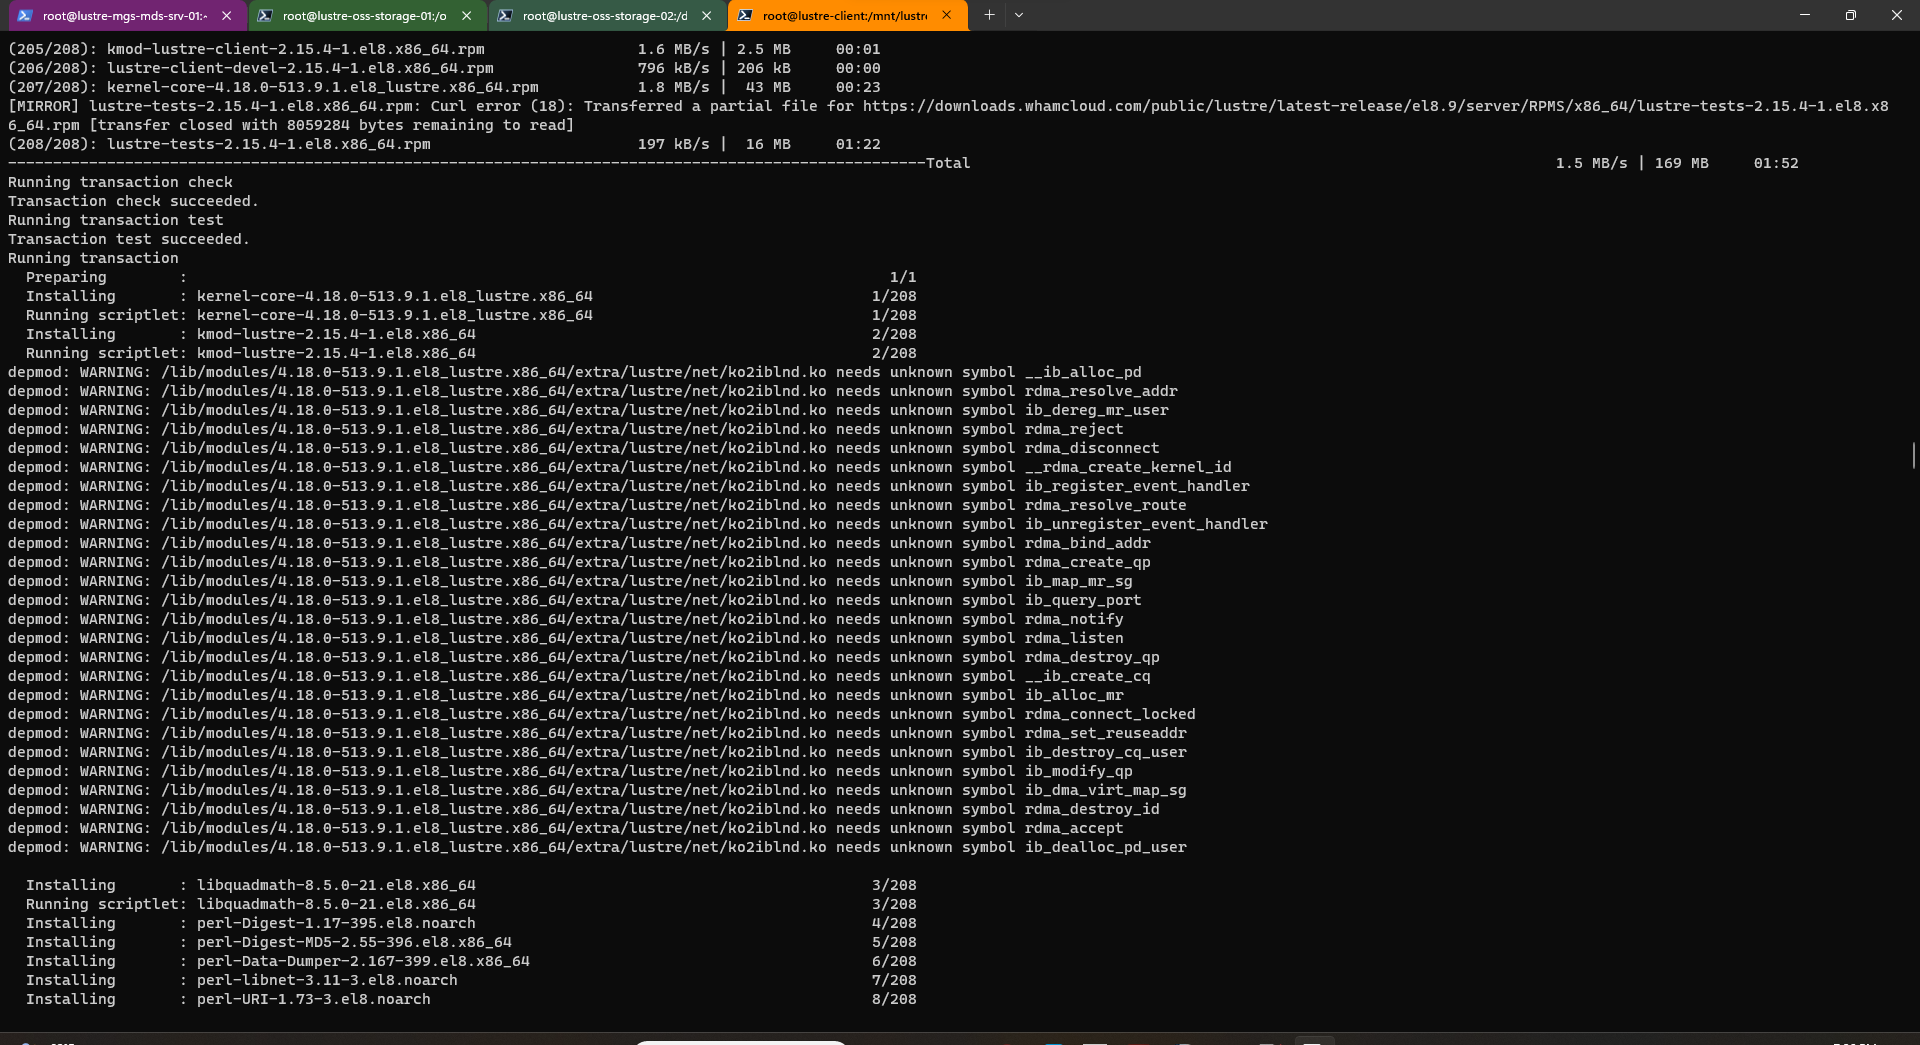 root@lustre-mgs-mds-srv-01:~ root@lustre-oss-storage-01:/o root@lustre-oss-storage-02:/d root@lustre-client:/mnt/lustre
(205/208): kmod-lustre-client-2.15.4-1.el8.x86_64.rpm 1.6 MB/s | 2.5 MB 00:01
(206/208): lustre-client-devel-2.15.4-1.el8.x86_64.rpm 796 kB/s | 206 kB 00:00
(207/208): kernel-core-4.18.0-513.9.1.el8_lustre.x86_64.rpm 1.8 MB/s | 43 MB 00:23
[MIRROR] lustre-tests-2.15.4-1.el8.x86_64.rpm: Curl error (18): Transferred a partial file for https://downloads.whamcloud.com/public/lustre/latest-release/el8.9/server/RPMS/x86_64/lustre-tests-2.15.4-1.el8.x8
6_64.rpm [transfer closed with 8059284 bytes remaining to read]
(208/208): lustre-tests-2.15.4-1.el8.x86_64.rpm 197 kB/s | 16 MB 01:22
------------------------------------------------------------------------------------------------------Total 1.5 MB/s | 169 MB 01:52
Running transaction check
Transaction check succeeded.
Running transaction test
Transaction test succeeded.
Running transaction
Preparing : 1/1
Installing : kernel-core-4.18.0-513.9.1.el8_lustre.x86_64 1/208
Running scriptlet: kernel-core-4.18.0-513.9.1.el8_lustre.x86_64 1/208
Installing : kmod-lustre-2.15.4-1.el8.x86_64 2/208
Running scriptlet: kmod-lustre-2.15.4-1.el8.x86_64 2/208
depmod: WARNING: /lib/modules/4.18.0-513.9.1.el8_lustre.x86_64/extra/lustre/net/ko2iblnd.ko needs unknown symbol __ib_alloc_pd
depmod: WARNING: /lib/modules/4.18.0-513.9.1.el8_lustre.x86_64/extra/lustre/net/ko2iblnd.ko needs unknown symbol rdma_resolve_addr
depmod: WARNING: /lib/modules/4.18.0-513.9.1.el8_lustre.x86_64/extra/lustre/net/ko2iblnd.ko needs unknown symbol ib_dereg_mr_user
depmod: WARNING: /lib/modules/4.18.0-513.9.1.el8_lustre.x86_64/extra/lustre/net/ko2iblnd.ko needs unknown symbol rdma_reject
depmod: WARNING: /lib/modules/4.18.0-513.9.1.el8_lustre.x86_64/extra/lustre/net/ko2iblnd.ko needs unknown symbol rdma_disconnect
depmod: WARNING: /lib/modules/4.18.0-513.9.1.el8_lustre.x86_64/extra/lustre/net/ko2iblnd.ko needs unknown symbol __rdma_create_kernel_id
depmod: WARNING: /lib/modules/4.18.0-513.9.1.el8_lustre.x86_64/extra/lustre/net/ko2iblnd.ko needs unknown symbol ib_register_event_handler
depmod: WARNING: /lib/modules/4.18.0-513.9.1.el8_lustre.x86_64/extra/lustre/net/ko2iblnd.ko needs unknown symbol rdma_resolve_route
depmod: WARNING: /lib/modules/4.18.0-513.9.1.el8_lustre.x86_64/extra/lustre/net/ko2iblnd.ko needs unknown symbol ib_unregister_event_handler
depmod: WARNING: /lib/modules/4.18.0-513.9.1.el8_lustre.x86_64/extra/lustre/net/ko2iblnd.ko needs unknown symbol rdma_bind_addr
depmod: WARNING: /lib/modules/4.18.0-513.9.1.el8_lustre.x86_64/extra/lustre/net/ko2iblnd.ko needs unknown symbol rdma_create_qp
depmod: WARNING: /lib/modules/4.18.0-513.9.1.el8_lustre.x86_64/extra/lustre/net/ko2iblnd.ko needs unknown symbol ib_map_mr_sg
depmod: WARNING: /lib/modules/4.18.0-513.9.1.el8_lustre.x86_64/extra/lustre/net/ko2iblnd.ko needs unknown symbol ib_query_port
depmod: WARNING: /lib/modules/4.18.0-513.9.1.el8_lustre.x86_64/extra/lustre/net/ko2iblnd.ko needs unknown symbol rdma_notify
depmod: WARNING: /lib/modules/4.18.0-513.9.1.el8_lustre.x86_64/extra/lustre/net/ko2iblnd.ko needs unknown symbol rdma_listen
depmod: WARNING: /lib/modules/4.18.0-513.9.1.el8_lustre.x86_64/extra/lustre/net/ko2iblnd.ko needs unknown symbol rdma_destroy_qp
depmod: WARNING: /lib/modules/4.18.0-513.9.1.el8_lustre.x86_64/extra/lustre/net/ko2iblnd.ko needs unknown symbol __ib_create_cq
depmod: WARNING: /lib/modules/4.18.0-513.9.1.el8_lustre.x86_64/extra/lustre/net/ko2iblnd.ko needs unknown symbol ib_alloc_mr
depmod: WARNING: /lib/modules/4.18.0-513.9.1.el8_lustre.x86_64/extra/lustre/net/ko2iblnd.ko needs unknown symbol rdma_connect_locked
depmod: WARNING: /lib/modules/4.18.0-513.9.1.el8_lustre.x86_64/extra/lustre/net/ko2iblnd.ko needs unknown symbol rdma_set_reuseaddr
depmod: WARNING: /lib/modules/4.18.0-513.9.1.el8_lustre.x86_64/extra/lustre/net/ko2iblnd.ko needs unknown symbol ib_destroy_cq_user
depmod: WARNING: /lib/modules/4.18.0-513.9.1.el8_lustre.x86_64/extra/lustre/net/ko2iblnd.ko needs unknown symbol ib_modify_qp
depmod: WARNING: /lib/modules/4.18.0-513.9.1.el8_lustre.x86_64/extra/lustre/net/ko2iblnd.ko needs unknown symbol ib_dma_virt_map_sg
depmod: WARNING: /lib/modules/4.18.0-513.9.1.el8_lustre.x86_64/extra/lustre/net/ko2iblnd.ko needs unknown symbol rdma_destroy_id
depmod: WARNING: /lib/modules/4.18.0-513.9.1.el8_lustre.x86_64/extra/lustre/net/ko2iblnd.ko needs unknown symbol rdma_accept
depmod: WARNING: /lib/modules/4.18.0-513.9.1.el8_lustre.x86_64/extra/lustre/net/ko2iblnd.ko needs unknown symbol ib_dealloc_pd_user
Installing : libquadmath-8.5.0-21.el8.x86_64 3/208
Running scriptlet: libquadmath-8.5.0-21.el8.x86_64 3/208
Installing : perl-Digest-1.17-395.el8.noarch 4/208
Installing : perl-Digest-MD5-2.55-396.el8.x86_64 5/208
Installing : perl-Data-Dumper-2.167-399.el8.x86_64 6/208
Installing : perl-libnet-3.11-3.el8.noarch 7/208
Installing : perl-URI-1.73-3.el8.noarch 8/208